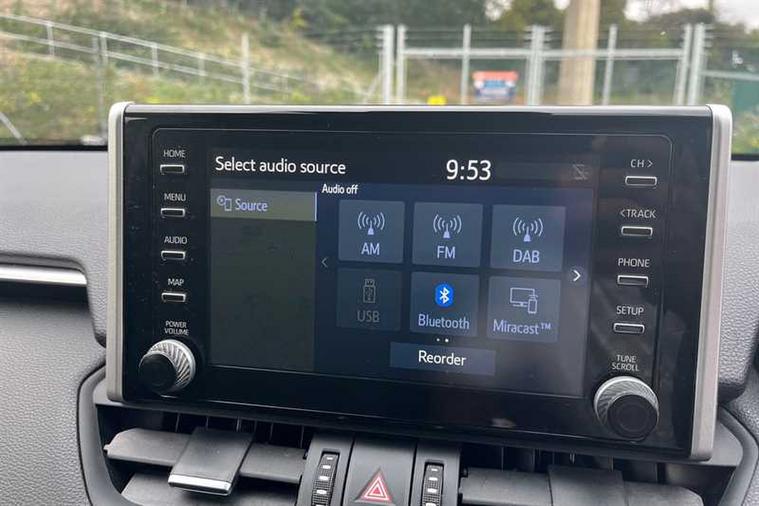 HOME
MENU
AUDIO
MAP
POWER
VOLUME
Select audio source
9:53
Source
Audio off
AM
FM
DAB
USB
Bluetooth
Miracast™
Reorder
CH >
< TRACK
PHONE
SETUP
TUNE
SCROLL